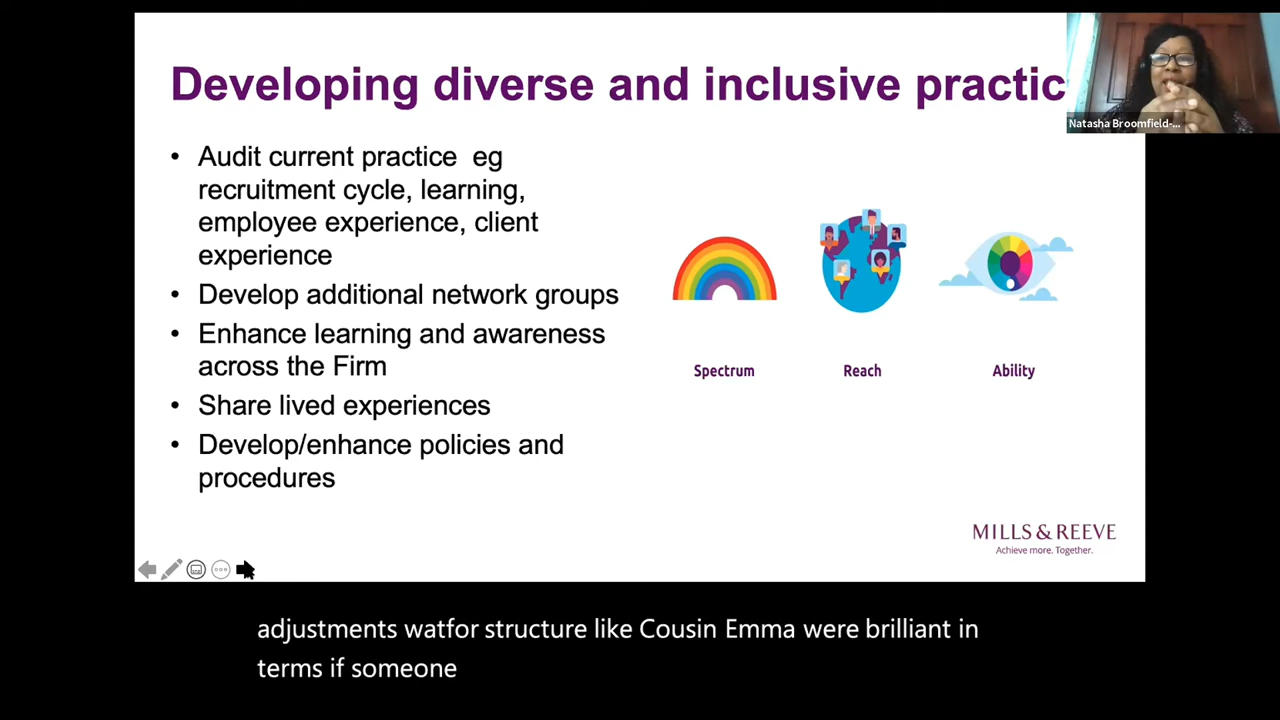 Developing diverse and inclusive practic
Natasha Broomfield-...
• Audit current practice  eg
recruitment cycle, learning,
employee experience, client
experience
• Develop additional network groups
• Enhance learning and awareness
across the Firm
• Share lived experiences
• Develop/enhance policies and
procedures
Spectrum
Reach
Ability
MILLS & REEVE
Achieve more. Together.
adjustments watfor structure like Cousin Emma were brilliant in
terms if someone